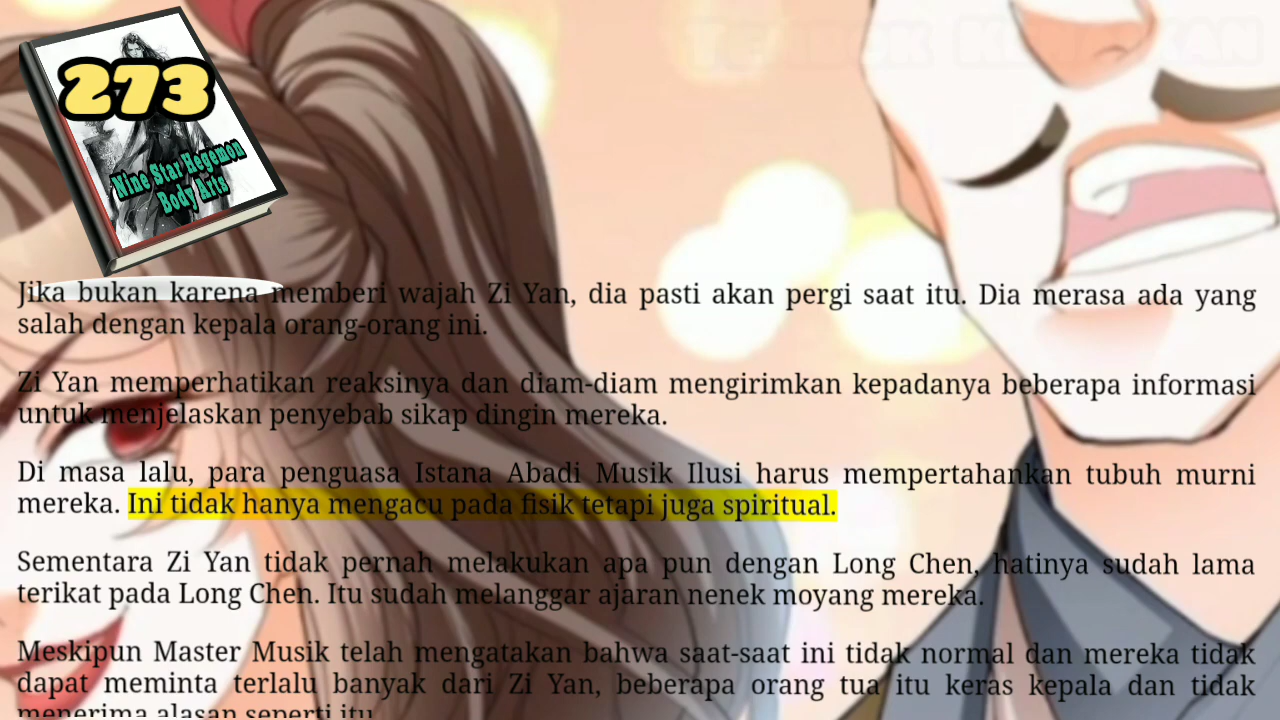 273
Nine Star Hegemon
Body Arts
Jika bukan karena memberi wajah Zi Yan, dia pasti akan pergi saat itu. Dia merasa ada yang
salah dengan kepala orang-orang ini.
Zi Yan memperhatikan reaksinya dan diam-diam mengirimkan kepadanya beberapa informasi
untuk menjelaskan penyebab sikap dingin mereka.
Di masa lalu, para penguasa Istana Abadi Musik Ilusi harus mempertahankan tubuh murni
mereka. Ini tidak hanya mengacu pada fisik tetapi juga spiritual.
Sementara Zi Yan tidak pernah melakukan apa pun dengan Long Chen, hatinya sudah lama
terikat pada Long Chen. Itu sudah melanggar ajaran nenek moyang mereka.
Meskipun Master Musik telah mengatakan bahwa saat-saat ini tidak normal dan mereka tidak
dapat meminta terlalu banyak dari Zi Yan, beberapa orang tua itu keras kepala dan tidak
menerima alasan seperti itu.